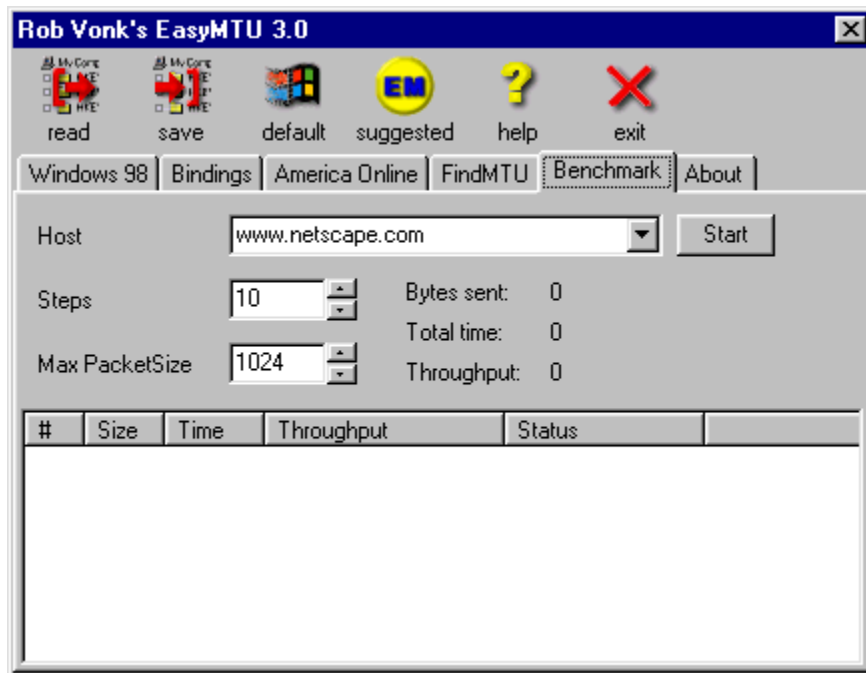 Rob Vonk's EasyMTU 3.0
EM
read save default suggested help exit
Windows 98 Bindings America Online FindMTU Benchmark About
Host www.netscape.com Start
Steps 10 Bytes sent: 0
Total time: 0
Max PacketSize 1024 Throughput: 0
# Size Time Throughput Status